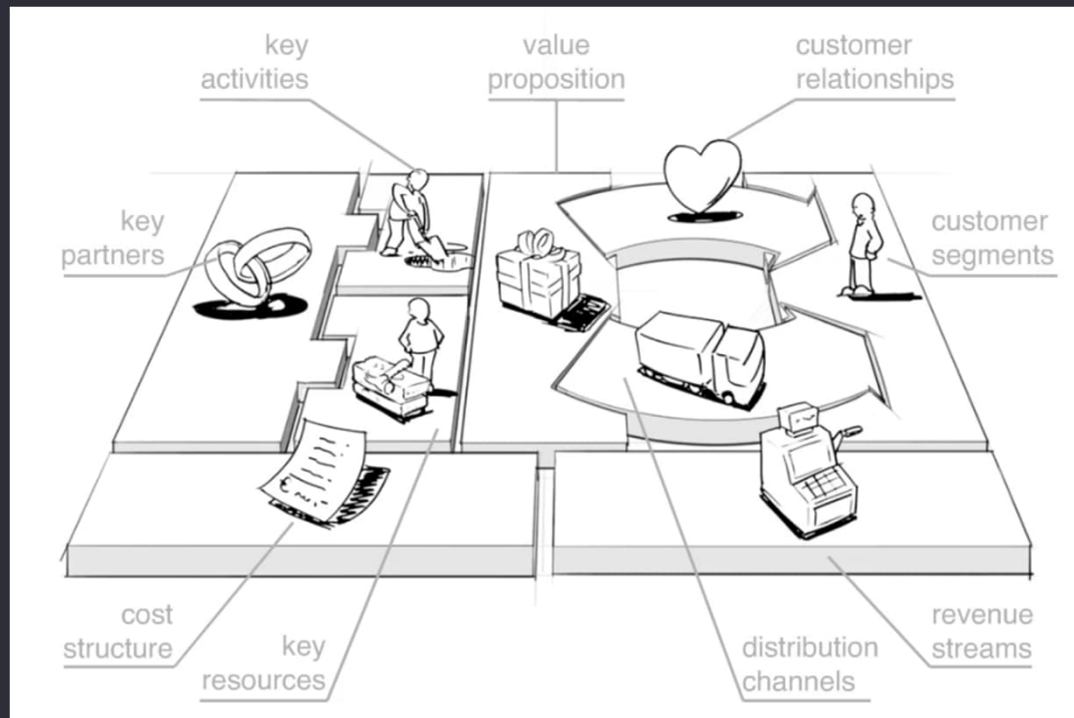 key
activities
value
proposition
customer
relationships
key
partners
customer
segments
cost
structure
key
resources
distribution
channels
revenue
streams